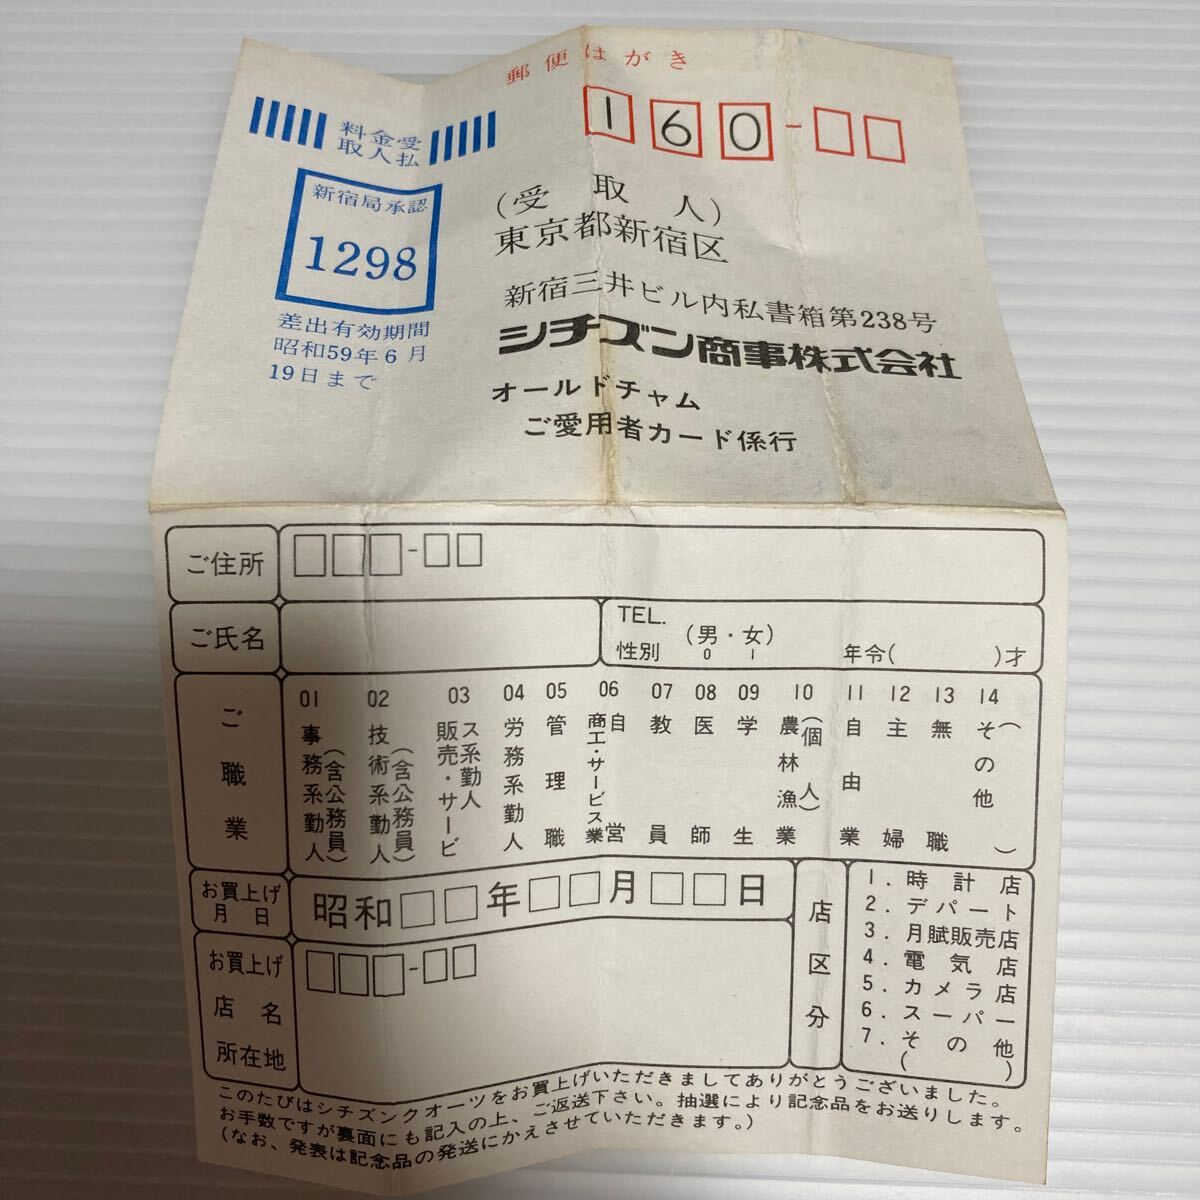 郵便はがき
160-□□
料金受
取人払
新宿局承認
1298
差出有効期間
昭和59年6月
19日まで
(受取人)
東京都新宿区
新宿三井ビル内私書箱第238号
シチズン商事株式会社
オールドチャム
ご愛用者カード係行
ご住所
□□□-□□
ご氏名
TEL.
性別 (男・女)
0 1
年令( )才
ご職業
01 事務系勤人(含公務員)
02 技術系勤人(含公務員)
03 販売・サービス系勤人
04 労務系勤人
05 管理職
06 商工・サービス業自営
07 教員
08 医師
09 学生
10 農林漁業(個人)
11 自由業
12 主婦
13 無職
14 その他( )
お買上げ
月日
昭和□□年□□月□□日
お買上げ
店名
所在地
□□□-□□
店区分
1.時計店
2.デパート
3.月賦販売店
4.電気店
5.カメラ店
6.スーパー
7.その他
( )
このたびはシチズンクオーツをお買上げいただきましてありがとうございました。
お手数ですが裏面にも記入の上、ご返送下さい。抽選により記念品をお送りします。
(なお、発表は記念品の発送にかえさせていただきます。)